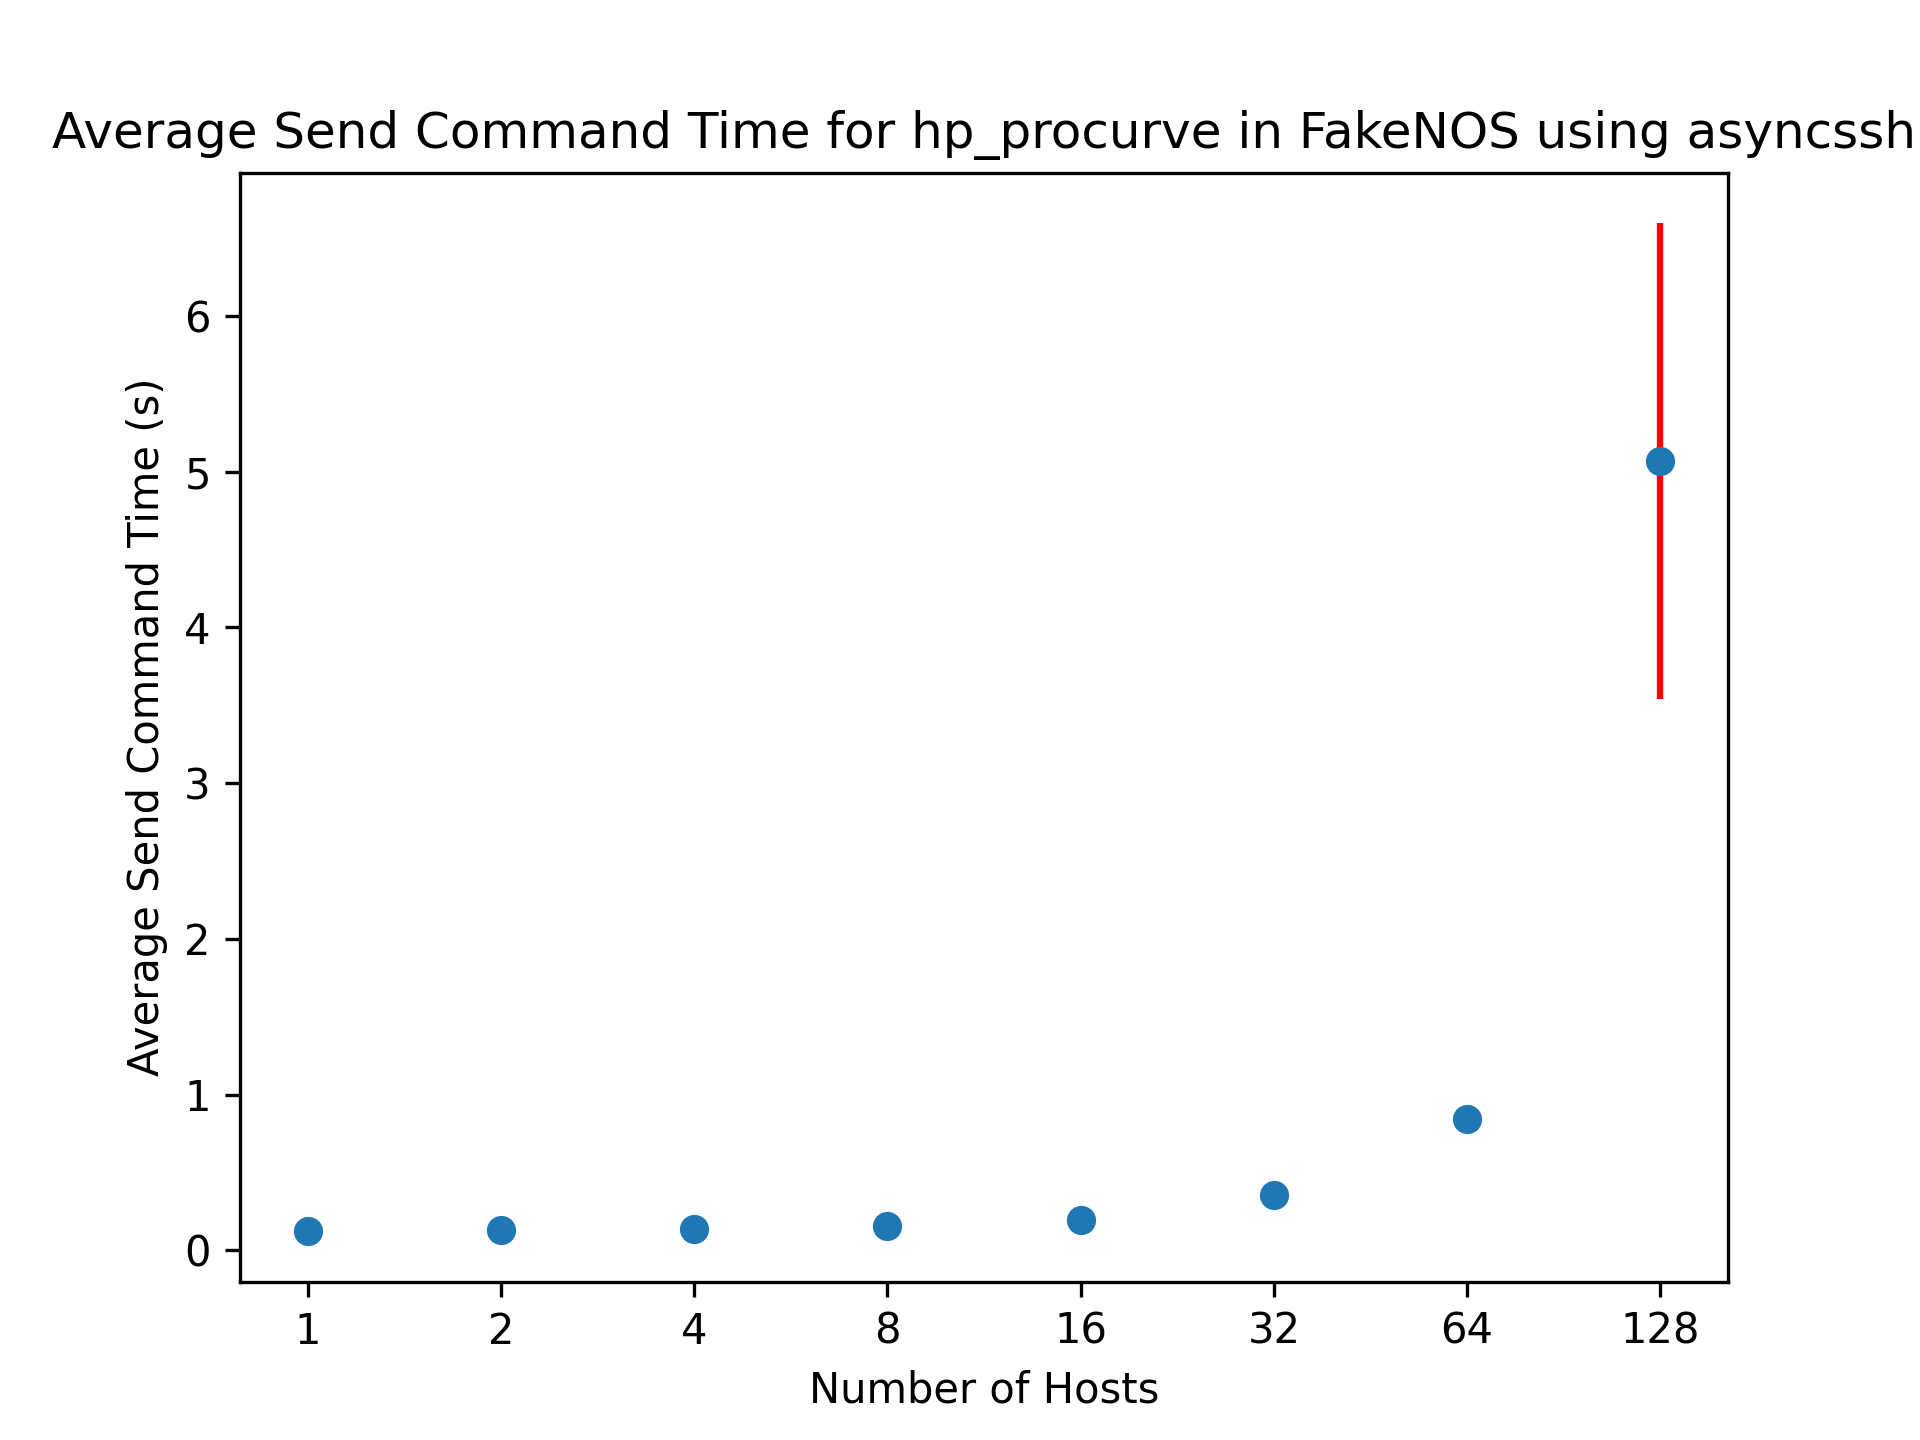 Average Send Command Time for hp_procurve in FakeNOS using asyncssh
6
5
4
3
2
1
0
Average Send Command Time (s)
1 2 4 8 16 32 64 128
Number of Hosts